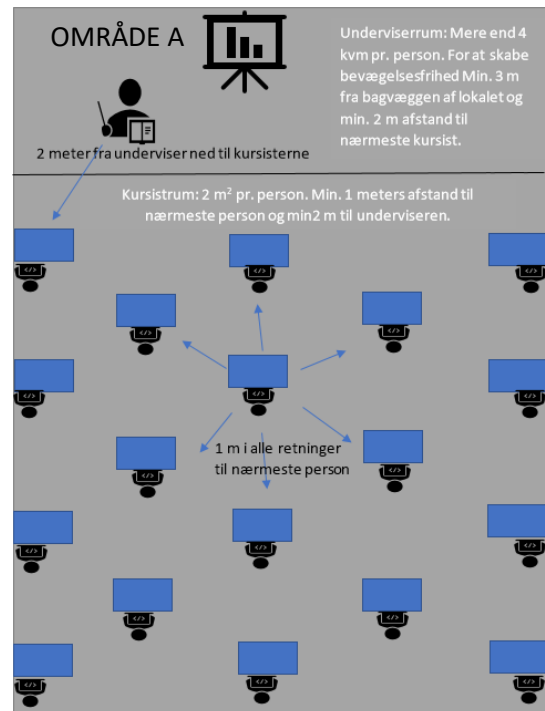 OMRÅDE A
Underviserrum: Mere end 4
kvm pr. person. For at skabe
bevægelsesfrihed Min. 3 m
fra bagvæggen af lokalet og
min. 2 m afstand til
nærmeste kursist.
2 meter fra underviser ned til kursisterne
Kursistrum: 2 m² pr. person. Min. 1 meters afstand til
nærmeste person og min2 m til underviseren.
1 m i alle retninger
til nærmeste person